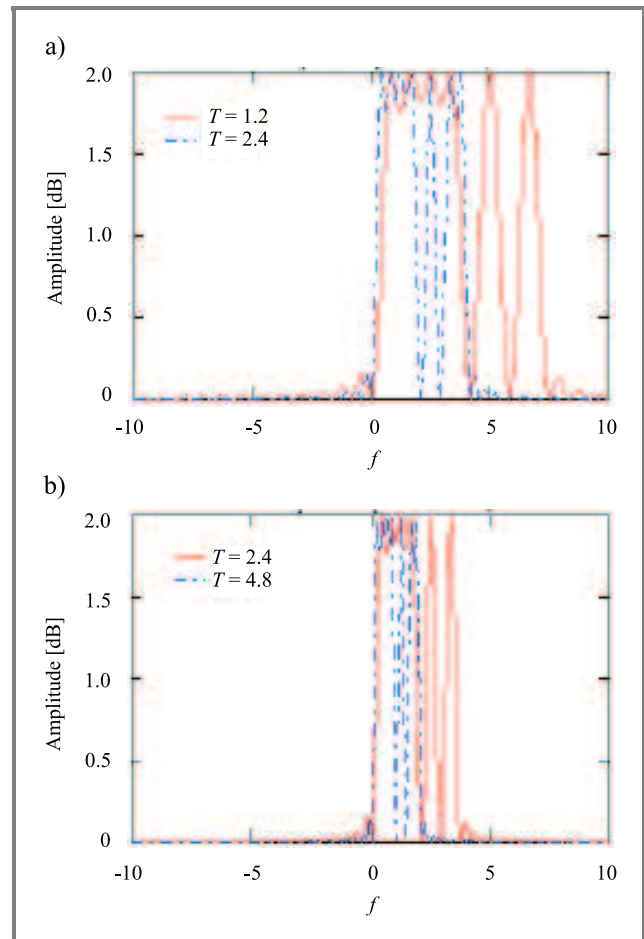 a)
2.0
T = 1.2
T = 2.4
1.5
Amplitude [dB]
1.0
0.5
0
-10 -5 0 5 10
f
b)
2.0
T = 2.4
T = 4.8
1.5
Amplitude [dB]
1.0
0.5
0
-10 -5 0 5 10
f